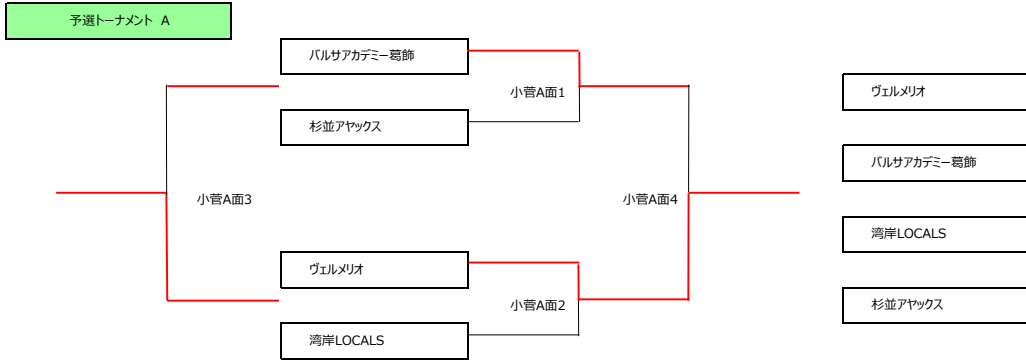 予選トーナメント A
バルサアカデミー葛飾
小菅A面1
ヴェルメリオ
杉並アヤックス
バルサアカデミー葛飾
小菅A面3
小菅A面4
湾岸LOCALS
ヴェルメリオ
小菅A面2
杉並アヤックス
湾岸LOCALS